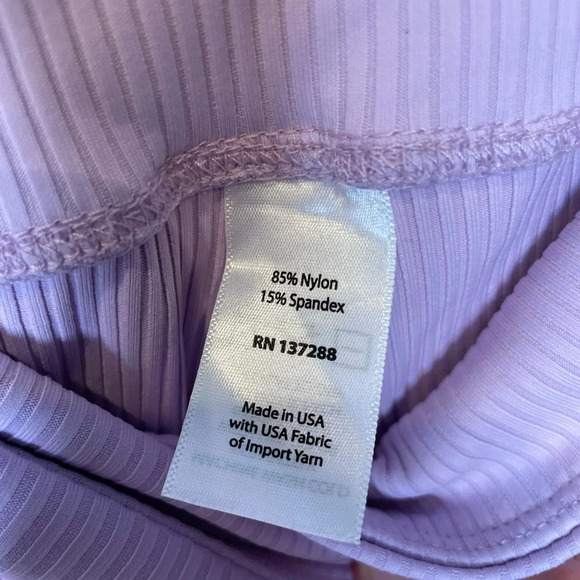 85% Nylon
15% Spandex
RN 137288
Made in USA
with USA Fabric
of Import Yarn